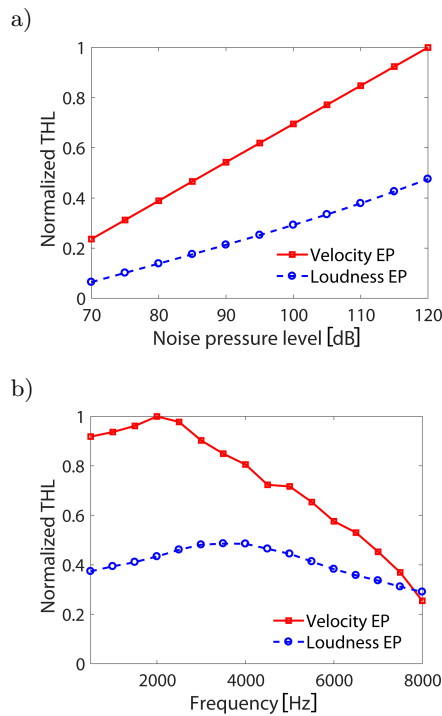 a)
1
0.8
0.6
0.4
0.2
0
Normalized THL
Velocity EP
Loudness EP
70 80 90 100 110 120
Noise pressure level [dB]
b)
1
0.8
0.6
0.4
0.2
0
Normalized THL
Velocity EP
Loudness EP
2000 4000 6000 8000
Frequency [Hz]